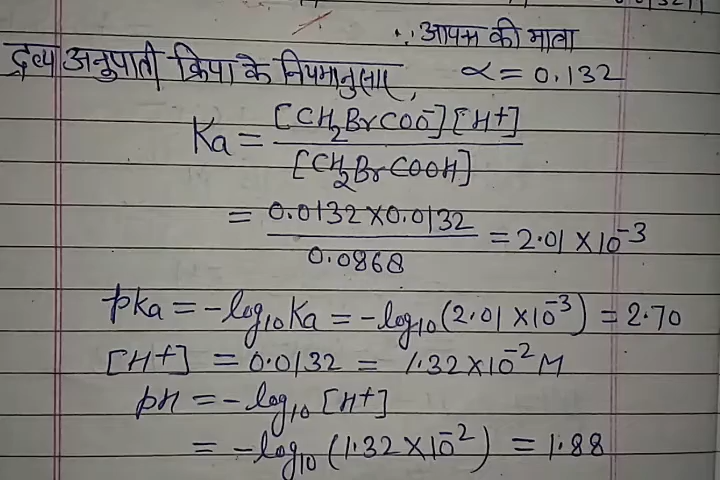 ∴ आयनन की मात्रा
द्रव्य अनुपाती क्रिया के नियमानुसार, α = 0.132
Ka = [CH₂BrCOO⁻][H+] / [CH₂BrCOOH]
= 0.0132 × 0.0132 / 0.0868 = 2.01 × 10⁻³
pKa = -log₁₀ Ka = -log₁₀ (2.01 × 10⁻³) = 2.70
[H+] = 0.0132 = 1.32 × 10⁻² M
pH = -log₁₀ [H+]
= -log₁₀ (1.32 × 10⁻²) = 1.88